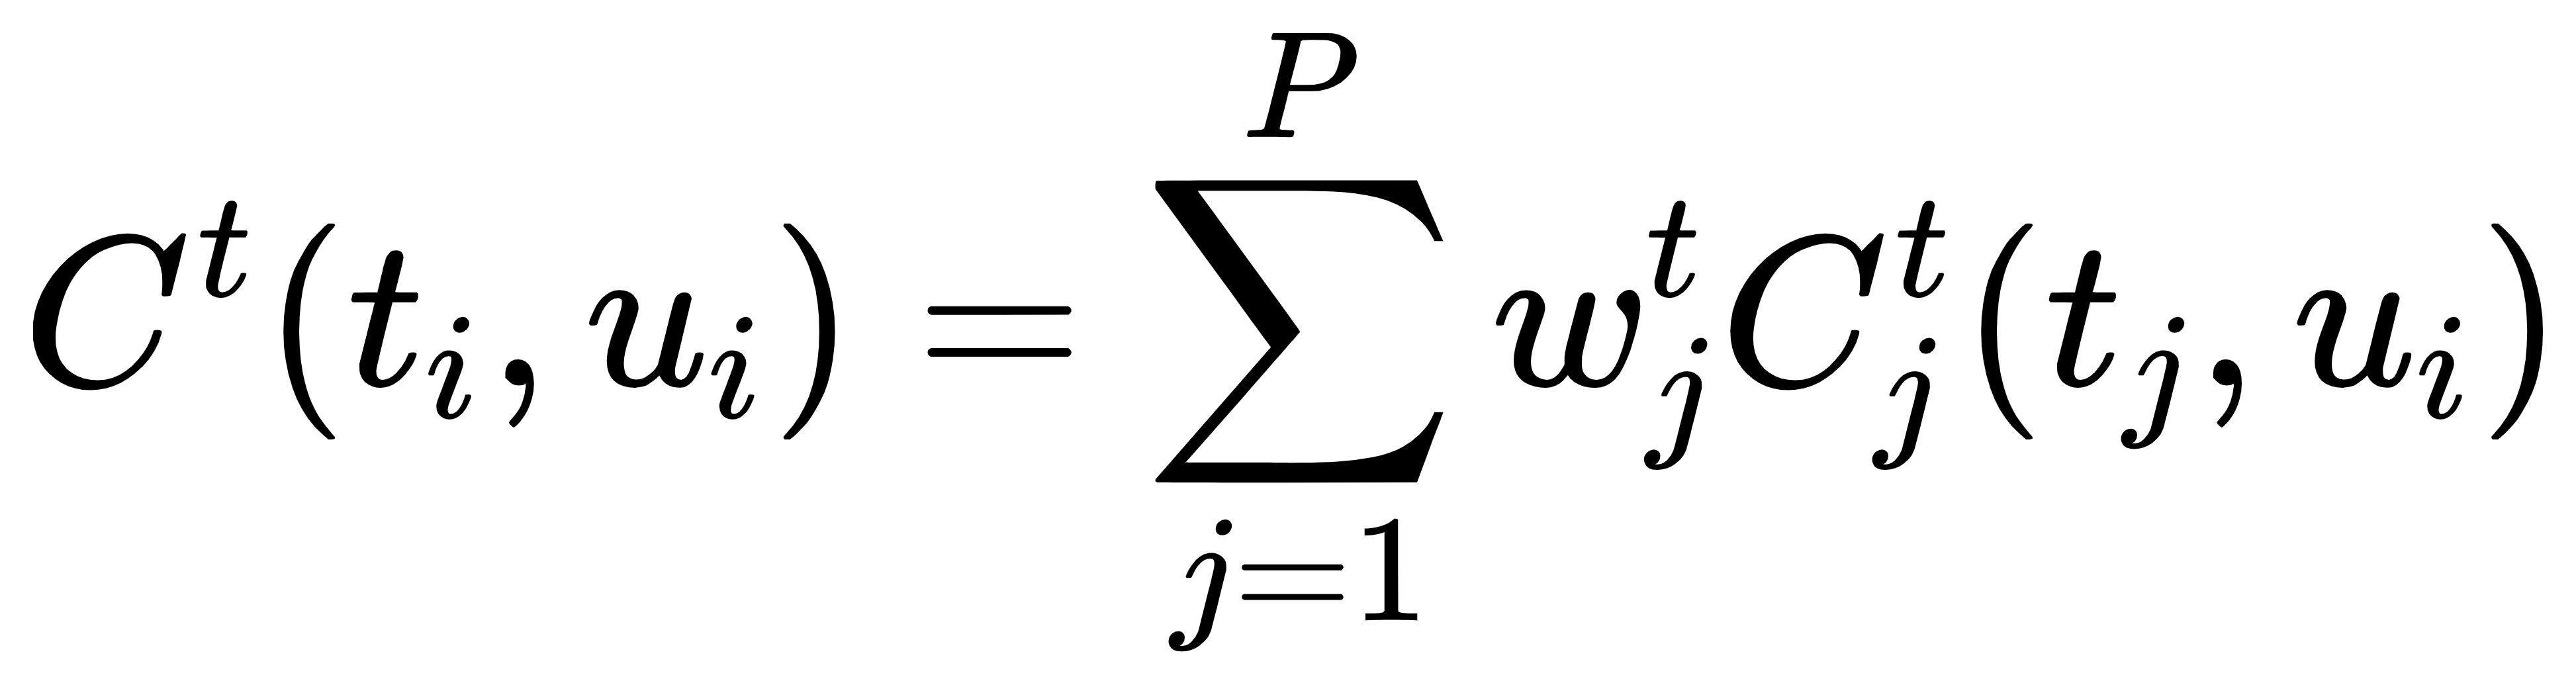 C^t(t_i, u_i) = \sum_{j=1}^{P} w_j^t C_j^t(t_j, u_i)